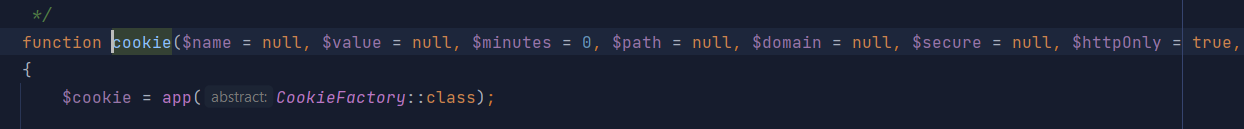 */
function cookie($name = null, $value = null, $minutes = 0, $path = null, $domain = null, $secure = null, $httpOnly = true,
{
$cookie = app( abstract: CookieFactory::class);